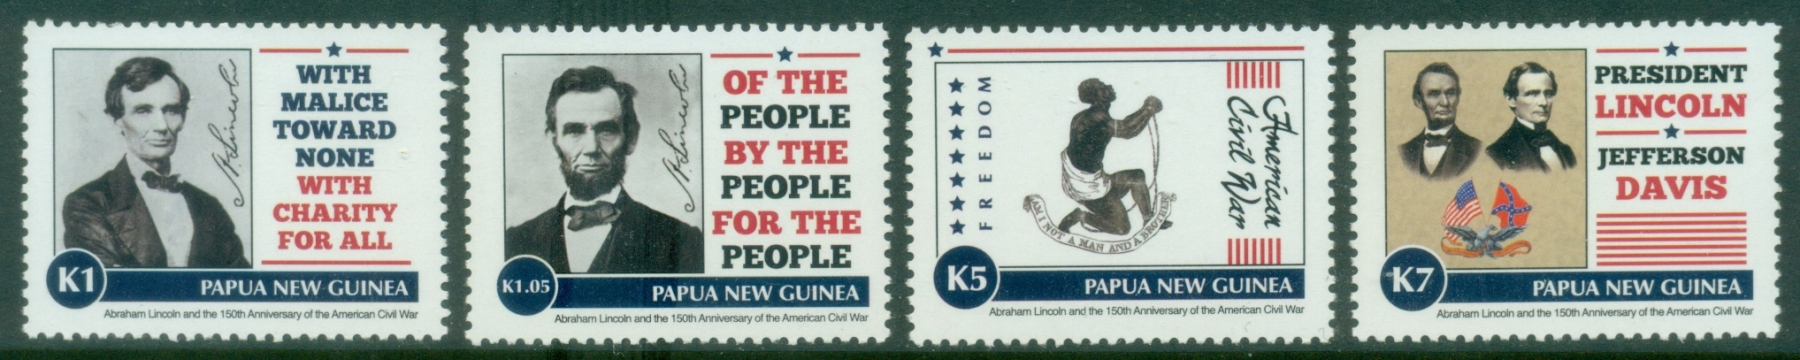 WITH
MALICE
TOWARD
NONE
WITH
CHARITY
FOR ALL
A. Lincoln
K1
PAPUA NEW GUINEA
Abraham Lincoln and the 150th Anniversary of the American Civil War
OF THE
PEOPLE
BY THE
PEOPLE
FOR THE
PEOPLE
A. Lincoln
K1.05
PAPUA NEW GUINEA
Abraham Lincoln and the 150th Anniversary of the American Civil War
FREEDOM
American
Civil War
AM I NOT A MAN AND A BROTHER
K5
PAPUA NEW GUINEA
Abraham Lincoln and the 150th Anniversary of the American Civil War
PRESIDENT
LINCOLN
JEFFERSON
DAVIS
K7
PAPUA NEW GUINEA
Abraham Lincoln and the 150th Anniversary of the American Civil War